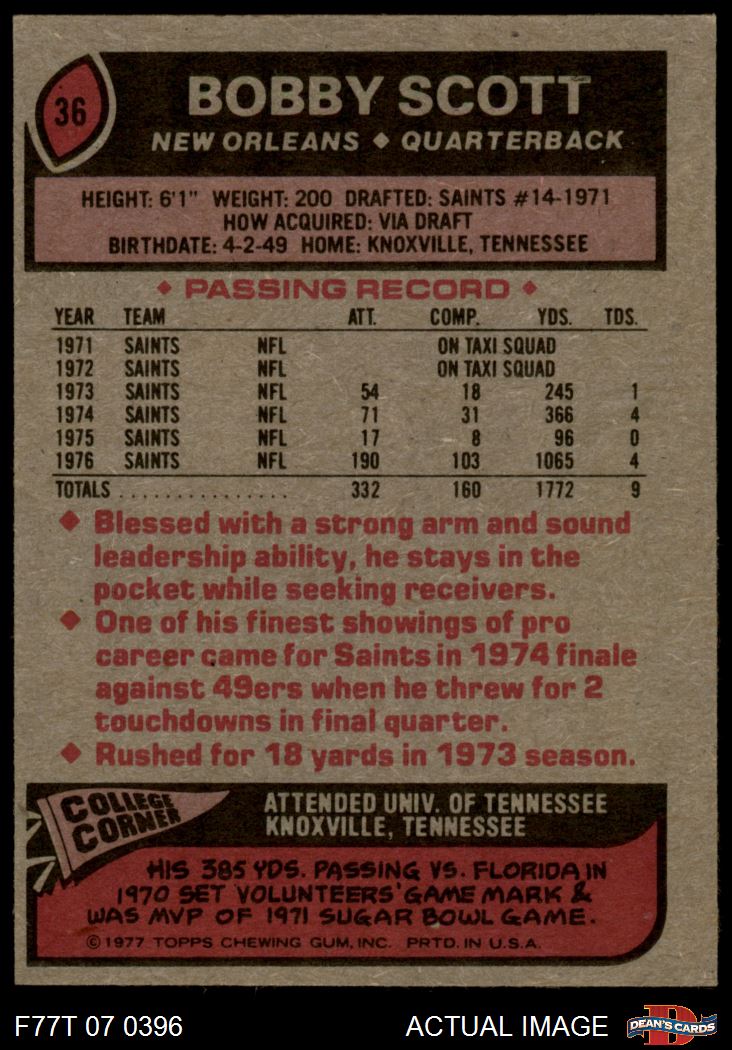 36
BOBBY SCOTT
NEW ORLEANS ◆ QUARTERBACK
HEIGHT: 6'1" WEIGHT: 200 DRAFTED: SAINTS #14-1971
HOW ACQUIRED: VIA DRAFT
BIRTHDATE: 4-2-49 HOME: KNOXVILLE, TENNESSEE
◆ PASSING RECORD ◆
YEAR TEAM ATT. COMP. YDS. TDS.
1971 SAINTS NFL ON TAXI SQUAD
1972 SAINTS NFL ON TAXI SQUAD
1973 SAINTS NFL 54 18 245 1
1974 SAINTS NFL 71 31 366 4
1975 SAINTS NFL 17 8 96 0
1976 SAINTS NFL 190 103 1065 4
TOTALS ................ 332 160 1772 9
◆ Blessed with a strong arm and sound
leadership ability, he stays in the
pocket while seeking receivers.
◆ One of his finest showings of pro
career came for Saints in 1974 finale
against 49ers when he threw for 2
touchdowns in final quarter.
◆ Rushed for 18 yards in 1973 season.
COLLEGE
CORNER
ATTENDED UNIV. OF TENNESSEE
KNOXVILLE, TENNESSEE
HIS 385 YDS. PASSING VS. FLORIDA IN
1970 SET VOLUNTEERS' GAME MARK &
WAS MVP OF 1971 SUGAR BOWL GAME.
©1977 TOPPS CHEWING GUM, INC. PRTD. IN U.S.A.
F77T 07 0396 ACTUAL IMAGE D DEAN'S CARDS